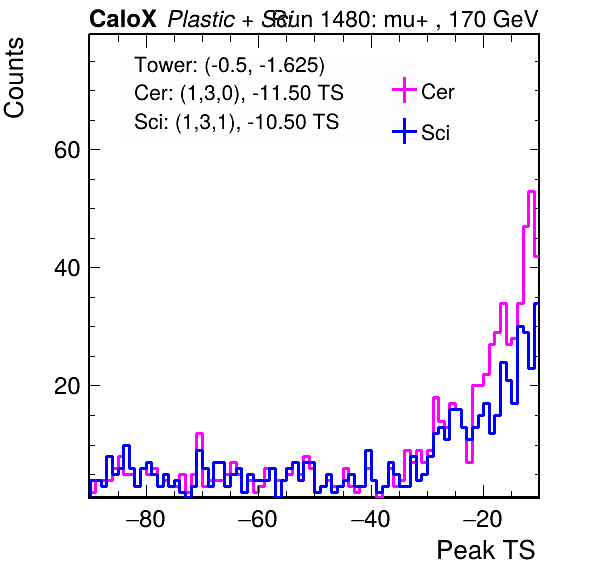 CaloX Plastic + Sci Run 1480: mu+ , 170 GeV
Counts
Tower: (-0.5, -1.625)
Cer: (1,3,0), -11.50 TS
Sci: (1,3,1), -10.50 TS
Cer
Sci
60
40
20
−80 −60 −40 −20
Peak TS